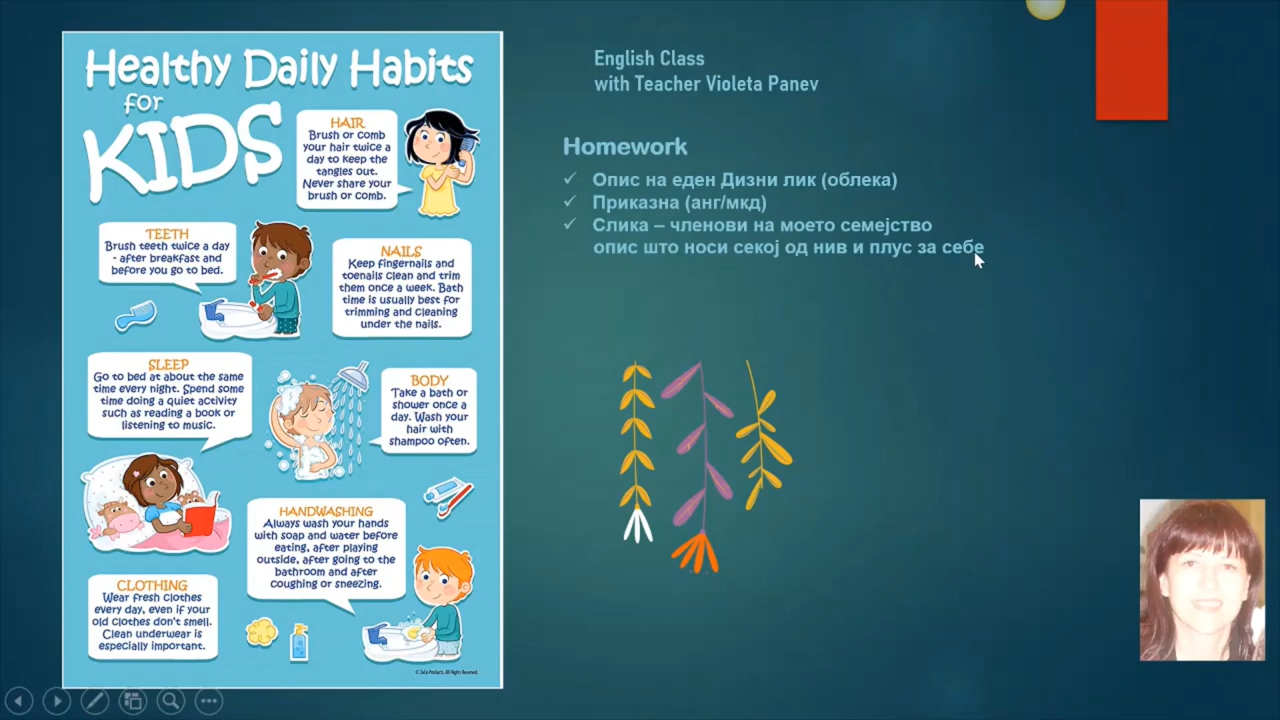 Healthy Daily Habits
for
KIDS
HAIR
Brush or comb
your hair twice a
day to keep the
tangles out.
Never share your
brush or comb.
TEETH
Brush teeth twice a day
- after breakfast and
before you go to bed.
NAILS
Keep fingernails and
toenails clean and trim
them once a week. Bath
time is usually best for
trimming and cleaning
under the nails.
SLEEP
Go to bed at about the same
time every night. Spend some
time doing a quiet activity
such as reading a book or
listening to music.
BODY
Take a bath or
shower once a
day. Wash your
hair with
shampoo often.
HANDWASHING
Always wash your hands
with soap and water before
eating, after playing
outside, after going to the
bathroom and after
coughing or sneezing.
CLOTHING
Wear fresh clothes
every day, even if your
old clothes don't smell.
Clean underwear is
especially important.
© ZoCo Products. All Rights Reserved.
English Class
with Teacher Violeta Panev
Homework
✓ Опис на еден Дизни лик (облека)
✓ Приказна (анг/мкд)
✓ Слика – членови на моето семејство
опис што носи секој од нив и плус за себе